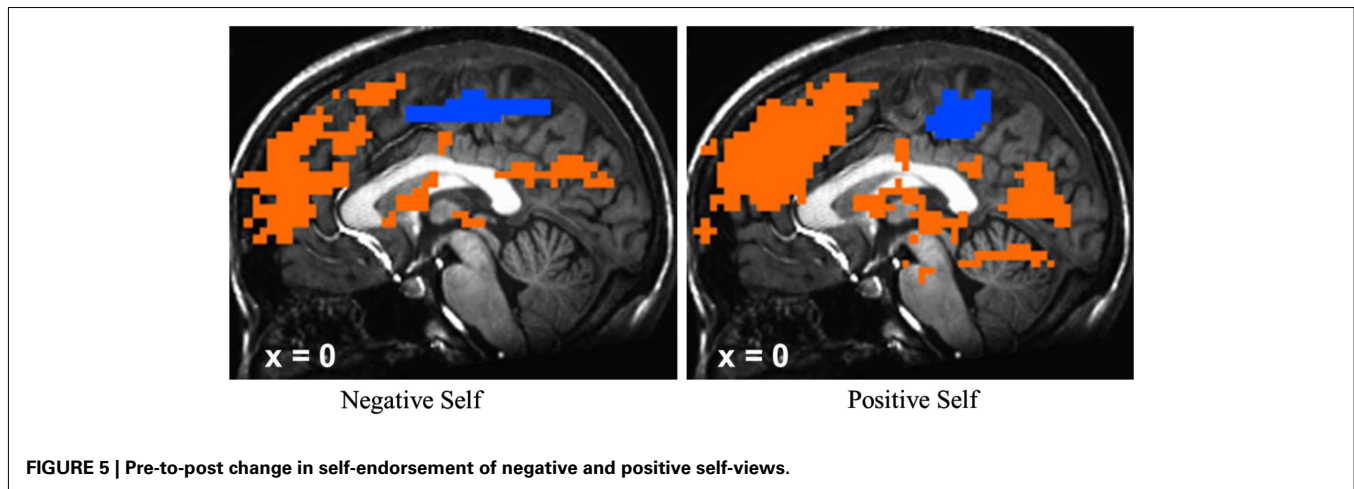 x = 0
x = 0
Negative Self
Positive Self
FIGURE 5 | Pre-to-post change in self-endorsement of negative and positive self-views.